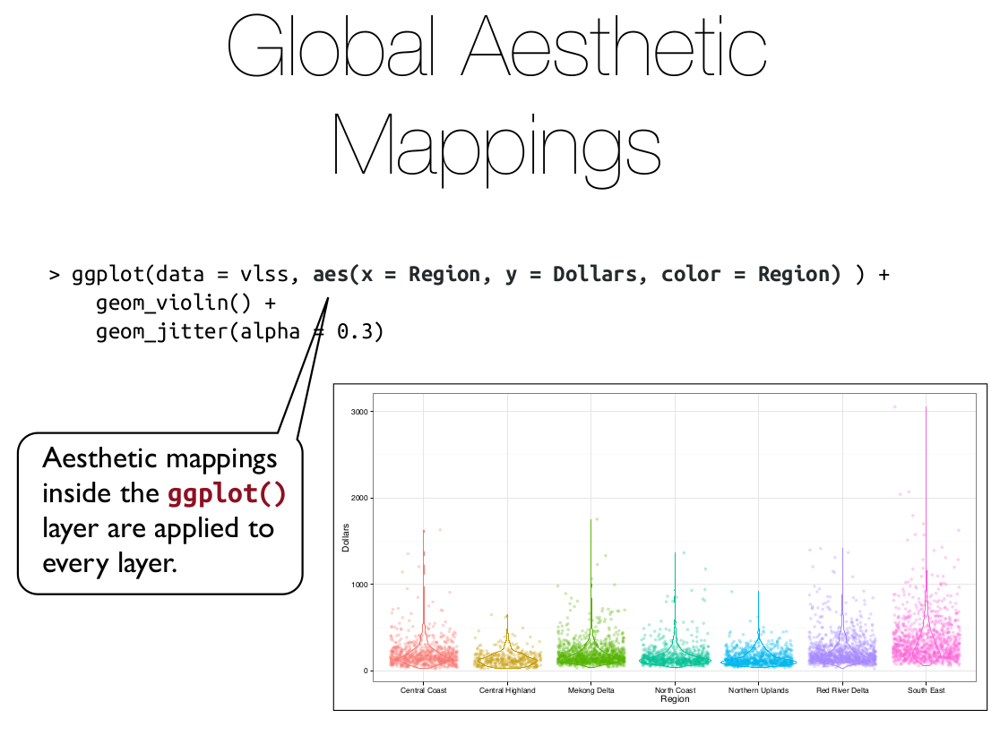 Global Aesthetic
Mappings
> ggplot(data = vlss, aes(x = Region, y = Dollars, color = Region) ) +
geom_violin() +
geom_jitter(alpha = 0.3)
Aesthetic mappings
inside the ggplot()
layer are applied to
every layer.
3000
2000
1000
0
Dollars
Central Coast
Central Highland
Mekong Delta
North Coast
Northern Uplands
Red River Delta
South East
Region